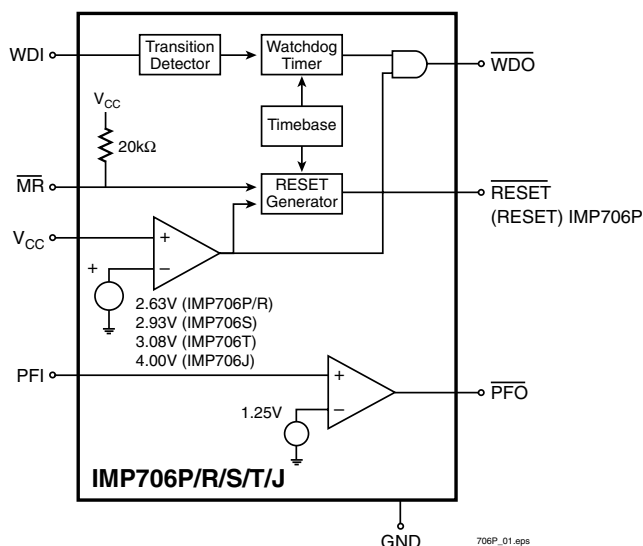 WDI
Transition
Detector
Watchdog
Timer
WDO
VCC
20kΩ
Timebase
MR
RESET
Generator
RESET
(RESET) IMP706P
VCC
+
−
+
2.63V (IMP706P/R)
2.93V (IMP706S)
3.08V (IMP706T)
4.00V (IMP706J)
PFI
+
−
1.25V
PFO
IMP706P/R/S/T/J
GND
706P_01.eps